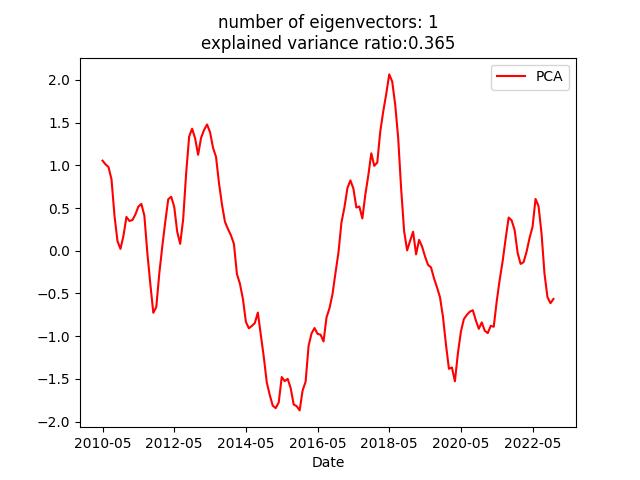 number of eigenvectors: 1
explained variance ratio:0.365
PCA
2.0
1.5
1.0
0.5
0.0
−0.5
−1.0
−1.5
−2.0
2010-05 2012-05 2014-05 2016-05 2018-05 2020-05 2022-05
Date